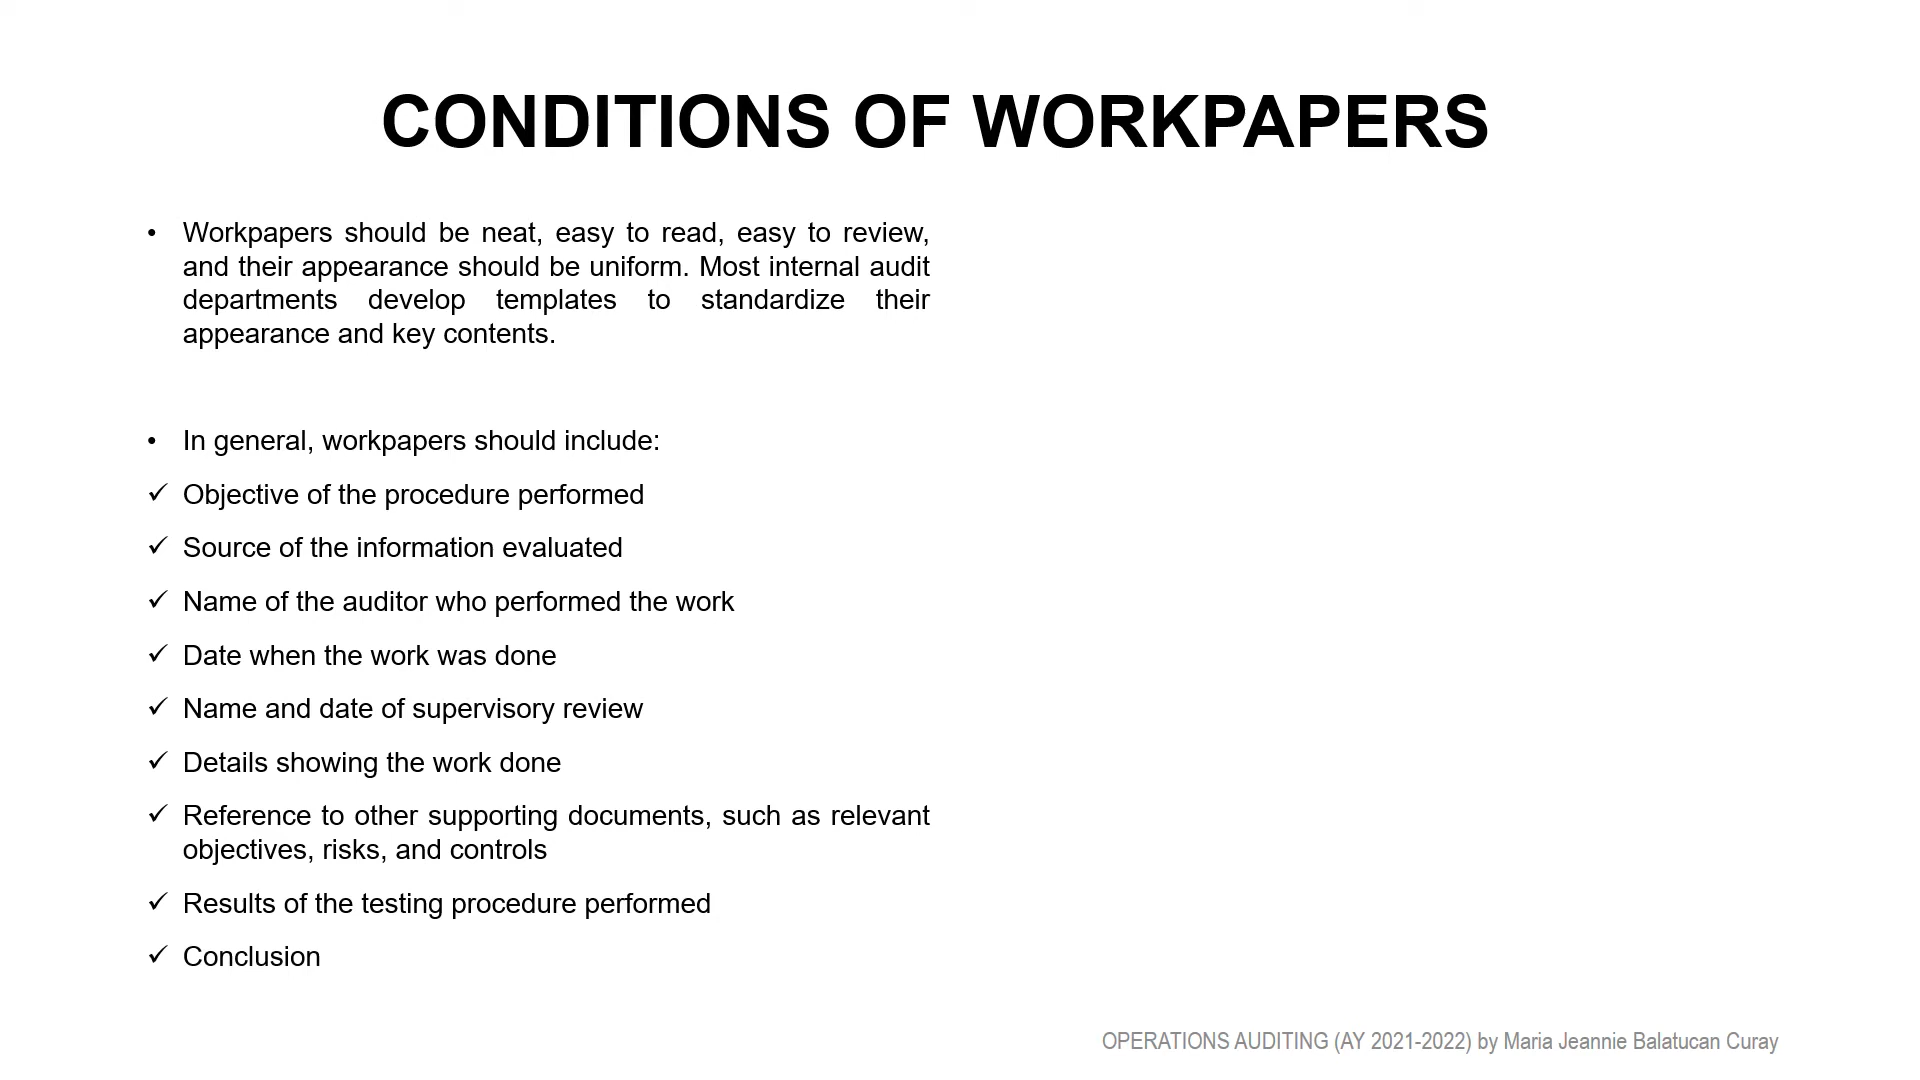 CONDITIONS OF WORKPAPERS
• Workpapers should be neat, easy to read, easy to review,
and their appearance should be uniform. Most internal audit
departments develop templates to standardize their
appearance and key contents.
• In general, workpapers should include:
✓ Objective of the procedure performed
✓ Source of the information evaluated
✓ Name of the auditor who performed the work
✓ Date when the work was done
✓ Name and date of supervisory review
✓ Details showing the work done
✓ Reference to other supporting documents, such as relevant
objectives, risks, and controls
✓ Results of the testing procedure performed
✓ Conclusion
OPERATIONS AUDITING (AY 2021-2022) by Maria Jeannie Balatucan Curay